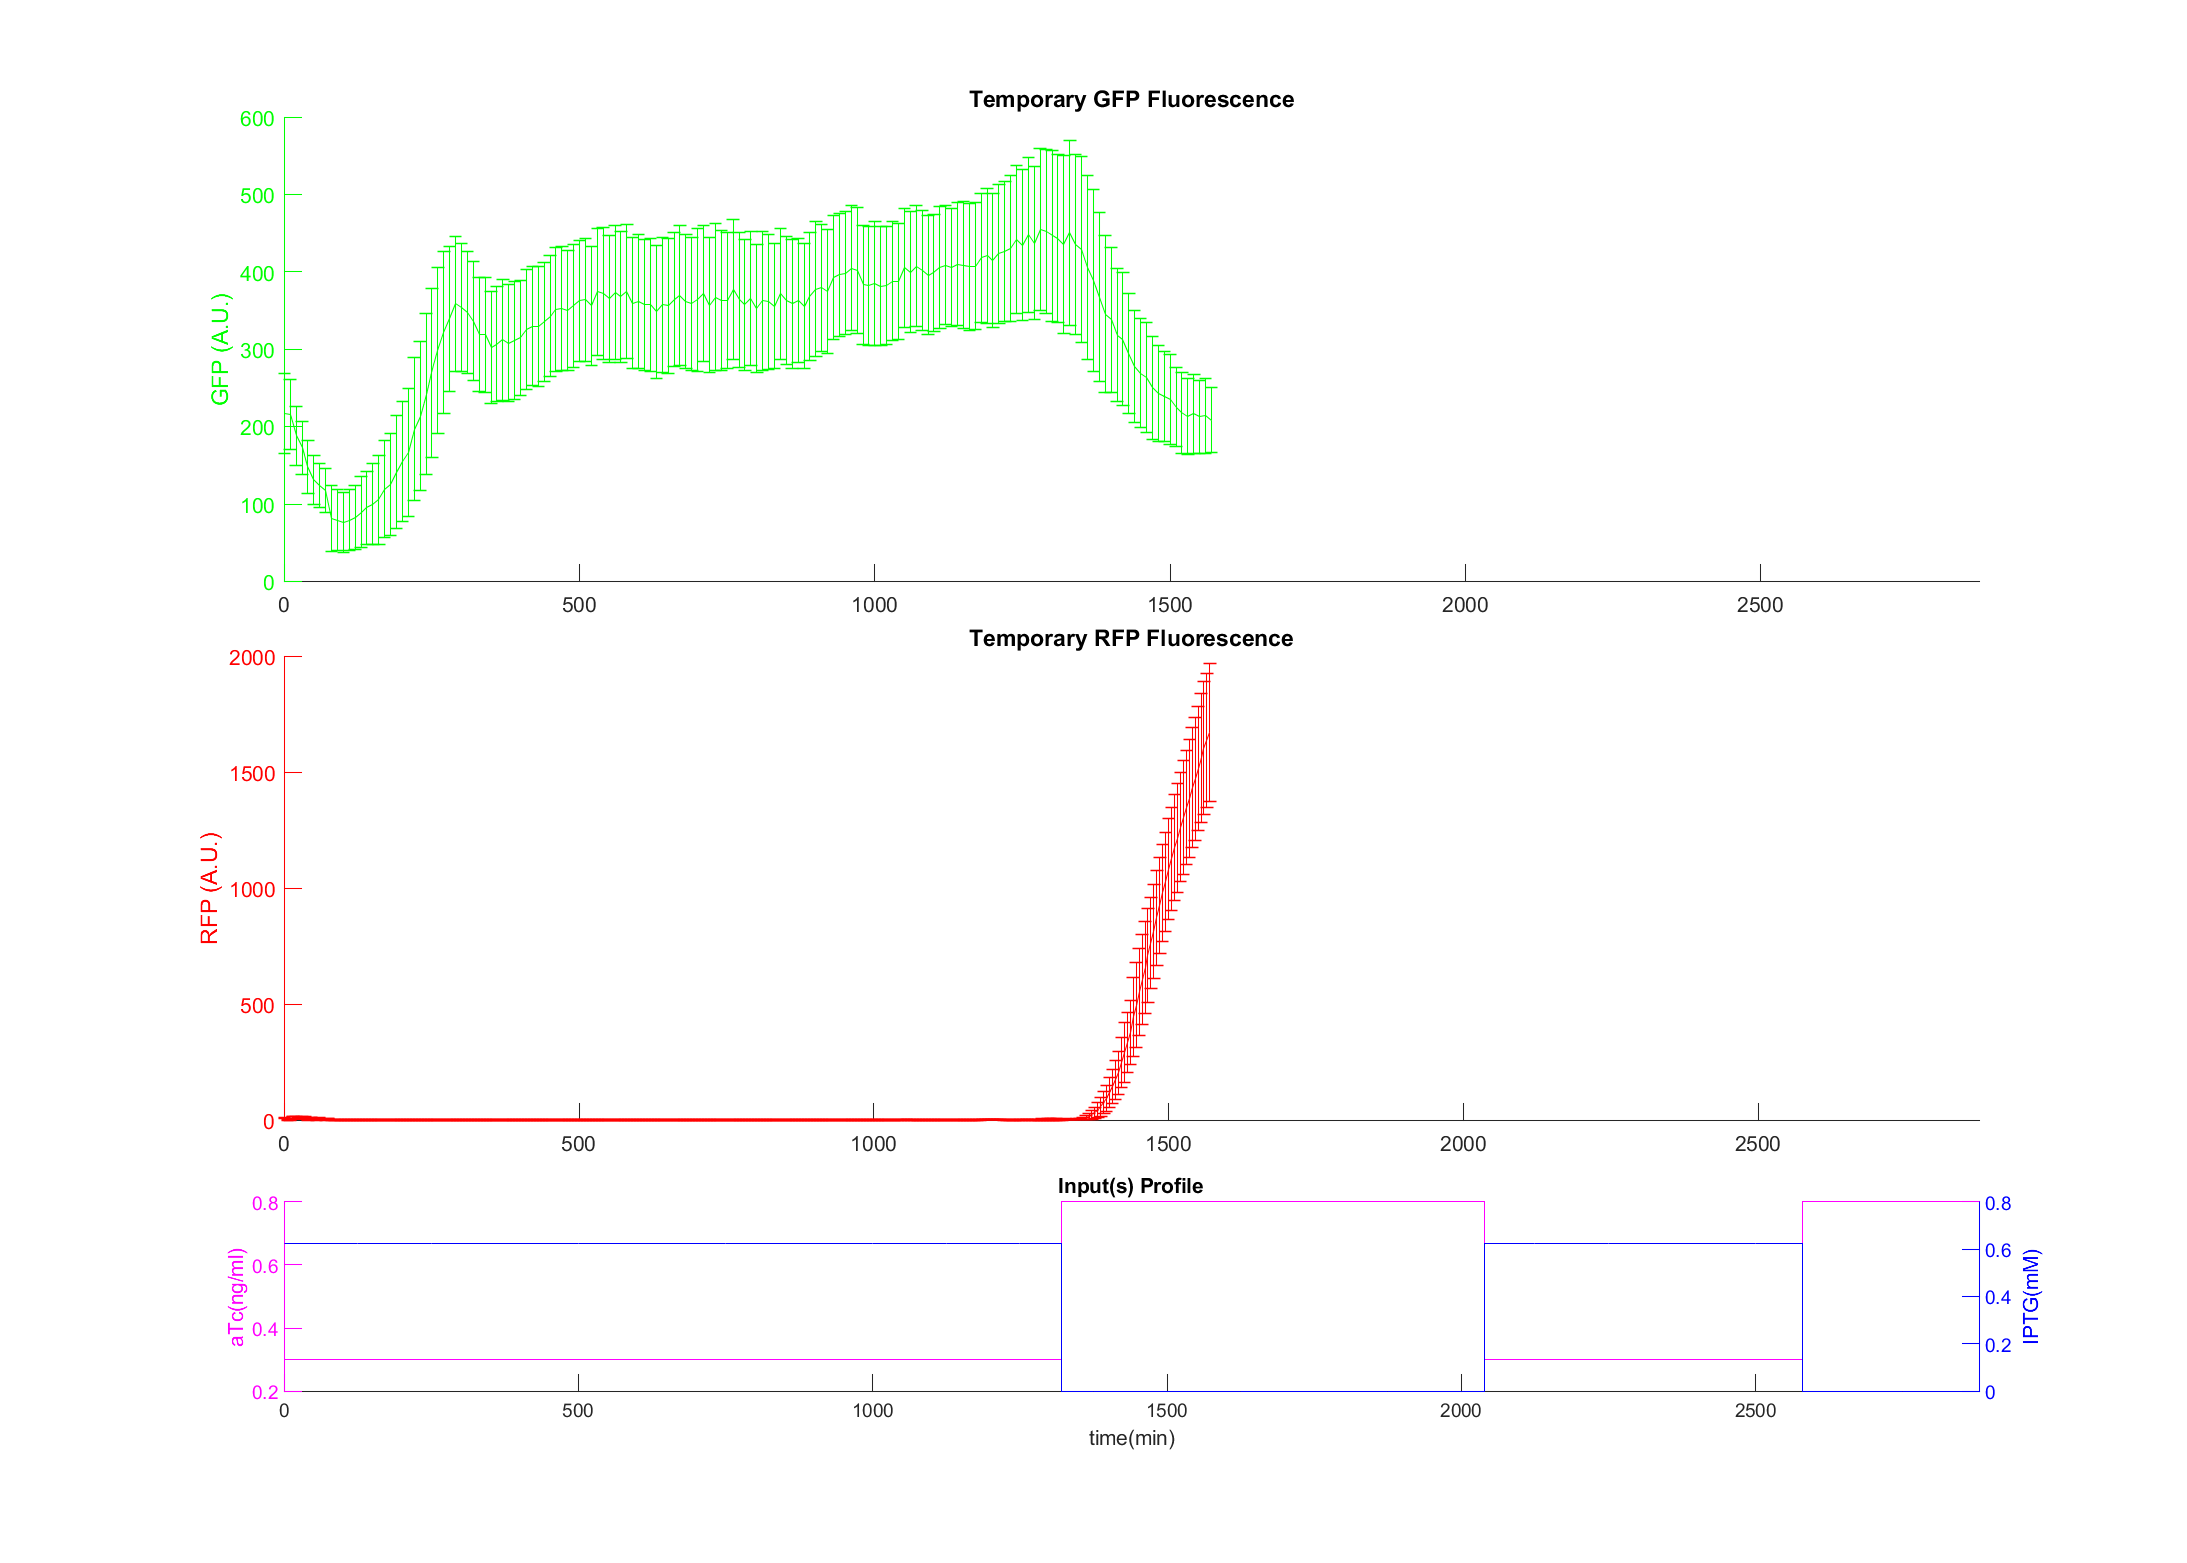 Temporary GFP Fluorescence
600
500
400
300
200
100
0
GFP (A.U.)
0 500 1000 1500 2000 2500
Temporary RFP Fluorescence
2000
1500
1000
500
0
RFP (A.U.)
0 500 1000 1500 2000 2500
Input(s) Profile
0.8
0.6
0.4
0.2
aTc(ng/ml)
0.8
0.6
0.4
0.2
0
IPTG(mM)
0 500 1000 1500 2000 2500
time(min)